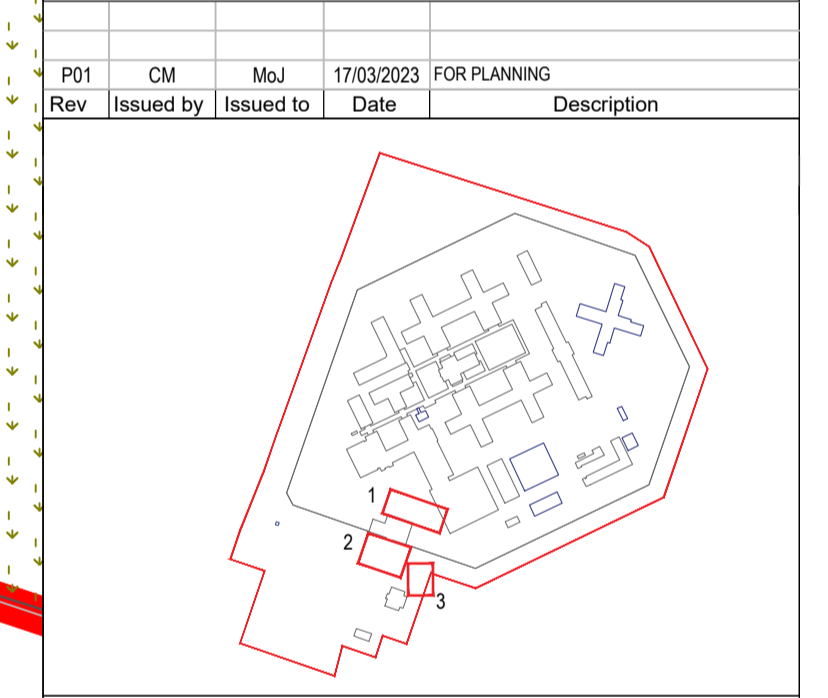 P01 CM MoJ 17/03/2023 FOR PLANNING
Rev Issued by Issued to Date Description
1
2
3